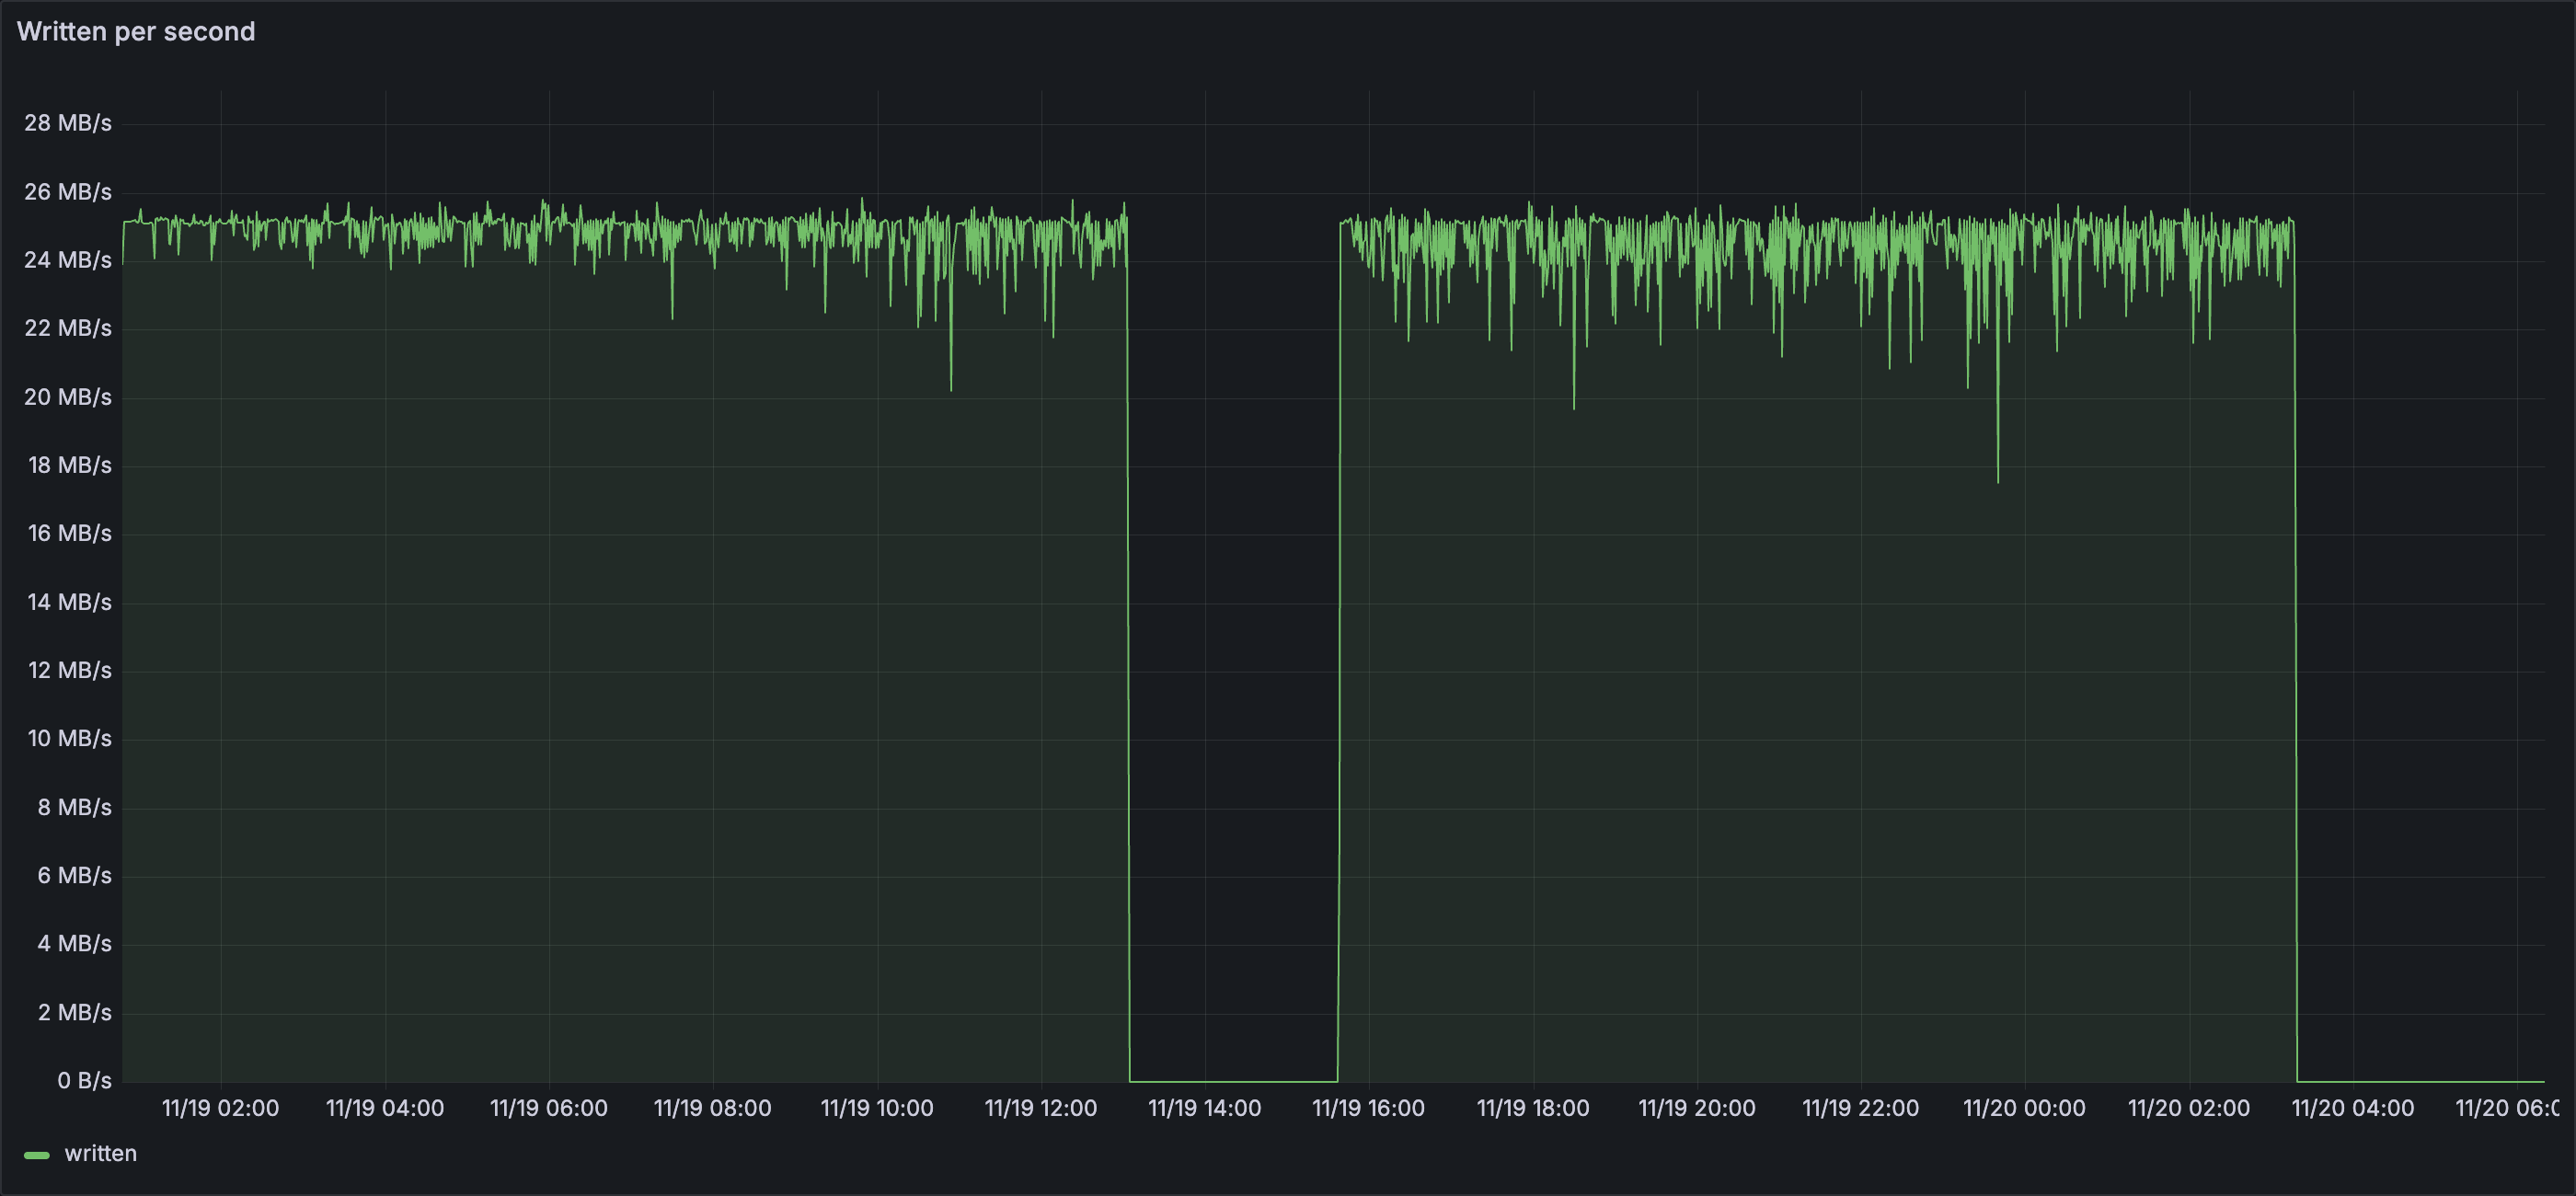 Written per second
28 MB/s
26 MB/s
24 MB/s
22 MB/s
20 MB/s
18 MB/s
16 MB/s
14 MB/s
12 MB/s
10 MB/s
8 MB/s
6 MB/s
4 MB/s
2 MB/s
0 B/s
11/19 02:00 11/19 04:00 11/19 06:00 11/19 08:00 11/19 10:00 11/19 12:00 11/19 14:00 11/19 16:00 11/19 18:00 11/19 20:00 11/19 22:00 11/20 00:00 11/20 02:00 11/20 04:00 11/20 06:0
written